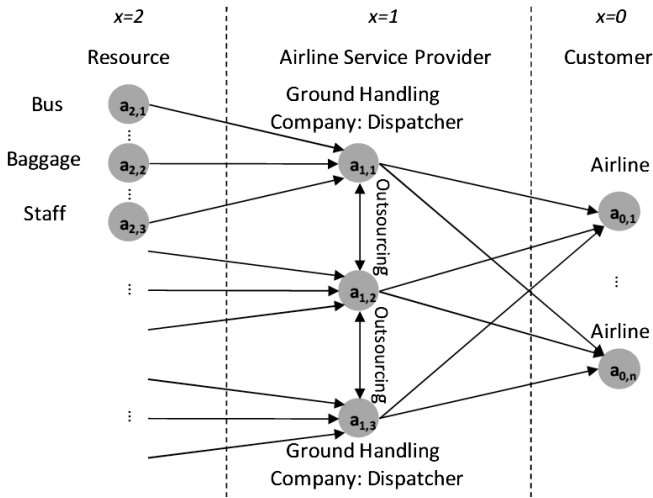 x=2 x=1 x=0
Resource Airline Service Provider Customer
Ground Handling
Company: Dispatcher
Bus a2,1
...
Baggage a2,2
...
Staff a2,3
a1,1
Outsourcing
a1,2
Outsourcing
a1,3
...
...
Ground Handling
Company: Dispatcher
Airline
a0,1
...
Airline
a0,n